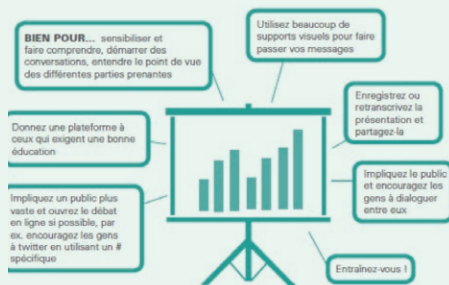 BIEN POUR... sensibiliser et
faire comprendre, démarrer des
conversations, entendre le point de vue
des différentes parties prenantes
Utilisez beaucoup de
supports visuels pour faire
passer vos messages
Donnez une plateforme à
ceux qui exigent une bonne
éducation
Enregistrez ou
retranscrivez la
présentation et
partagez-la
Impliquez un public plus
vaste et ouvrez le débat
en ligne si possible, par
ex. encouragez les gens
à twitter en utilisant un #
spécifique
Impliquez le public
et encouragez les
gens à dialoguer
entre eux
Entraînez-vous !